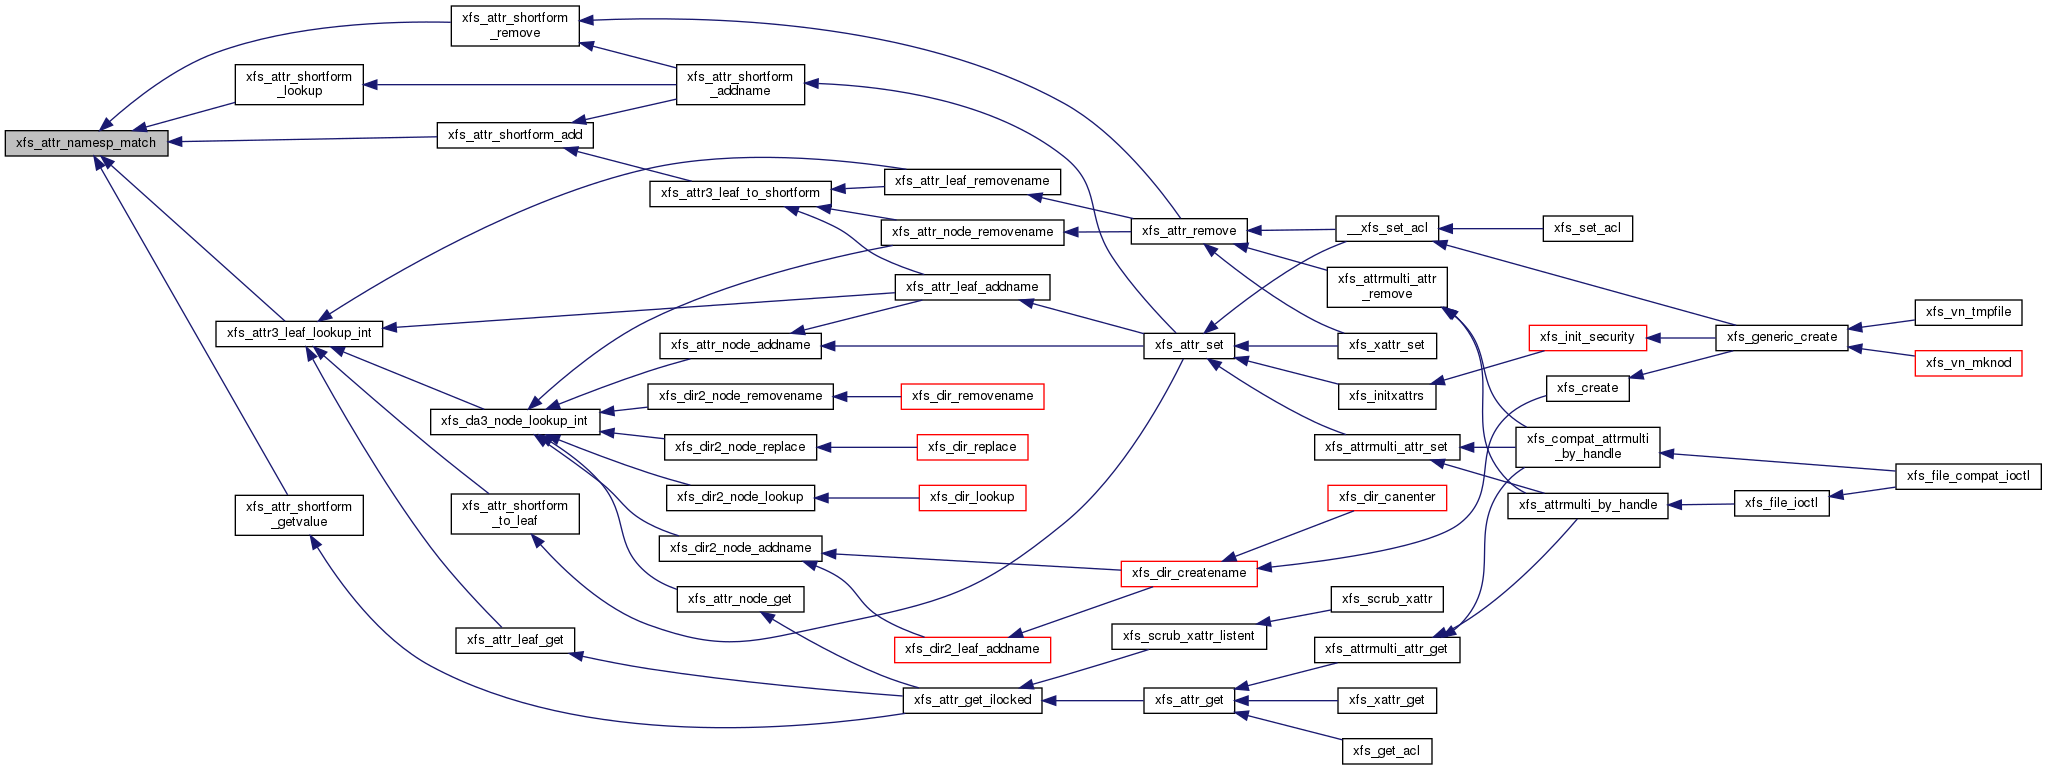 xfs_attr_namesp_match
xfs_attr_shortform
_remove
xfs_attr_shortform
_lookup
xfs_attr_shortform_add
xfs_attr3_leaf_lookup_int
xfs_attr_shortform
_getvalue
xfs_attr_shortform
_addname
xfs_attr3_leaf_to_shortform
xfs_attr_leaf_removename
xfs_attr_node_removename
xfs_attr_leaf_addname
xfs_attr_node_addname
xfs_da3_node_lookup_int
xfs_dir2_node_removename
xfs_dir_removename
xfs_dir2_node_replace
xfs_dir_replace
xfs_dir2_node_lookup
xfs_dir_lookup
xfs_attr_shortform
_to_leaf
xfs_dir2_node_addname
xfs_attr_node_get
xfs_attr_leaf_get
xfs_dir2_leaf_addname
xfs_attr_get_ilocked
xfs_attr_remove
xfs_attr_set
xfs_dir_createname
xfs_scrub_xattr_listent
xfs_attr_get
__xfs_set_acl
xfs_attrmulti_attr
_remove
xfs_xattr_set
xfs_initxattrs
xfs_attrmulti_attr_set
xfs_dir_canenter
xfs_scrub_xattr
xfs_attrmulti_attr_get
xfs_xattr_get
xfs_get_acl
xfs_set_acl
xfs_init_security
xfs_create
xfs_compat_attrmulti
_by_handle
xfs_attrmulti_by_handle
xfs_generic_create
xfs_file_ioctl
xfs_vn_tmpfile
xfs_vn_mknod
xfs_file_compat_ioctl